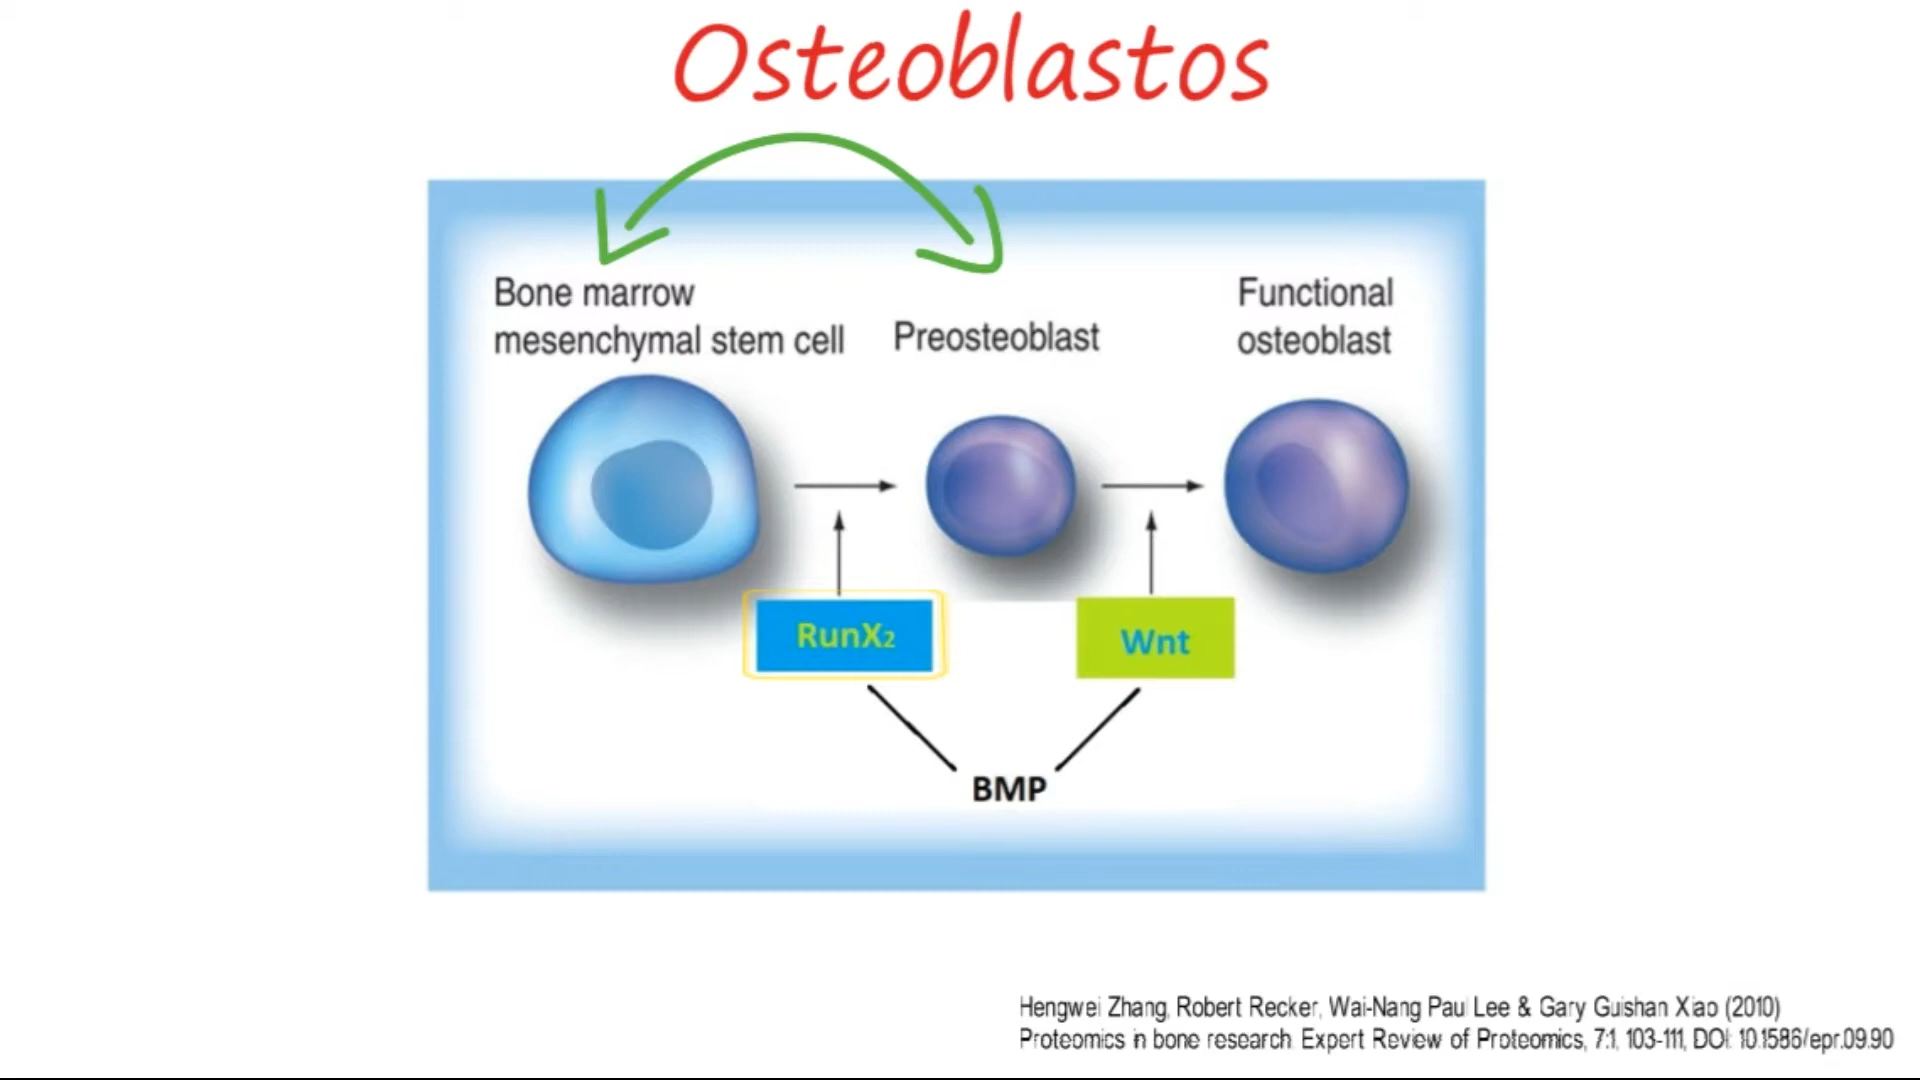 Osteoblastos
Bone marrow
mesenchymal stem cell
Preosteoblast
Functional
osteoblast
RunX2
Wnt
BMP
Hengwei Zhang, Robert Recker, Wai-Nang Paul Lee & Gary Guishan Xiao (2010)
Proteomics in bone research. Expert Review of Proteomics, 7:1, 103-111, DOI: 10.1586/epr.09.90